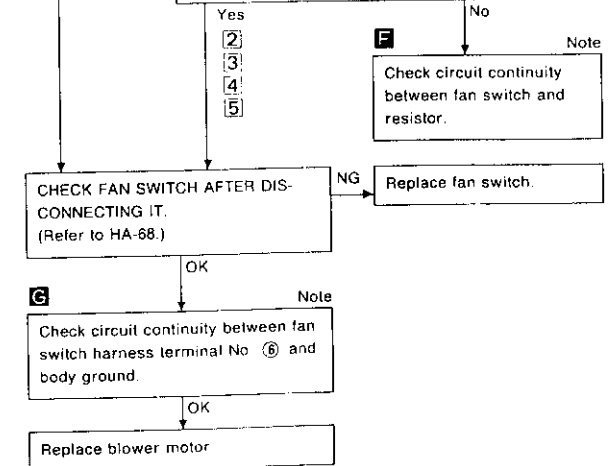 Yes
No
2
3
4
5
F
Note
Check circuit continuity
between fan switch and
resistor.
CHECK FAN SWITCH AFTER DIS-
CONNECTING IT.
(Refer to HA-68.)
NG
Replace fan switch.
OK
G
Note
Check circuit continuity between fan
switch harness terminal No ⑥ and
body ground.
OK
Replace blower motor